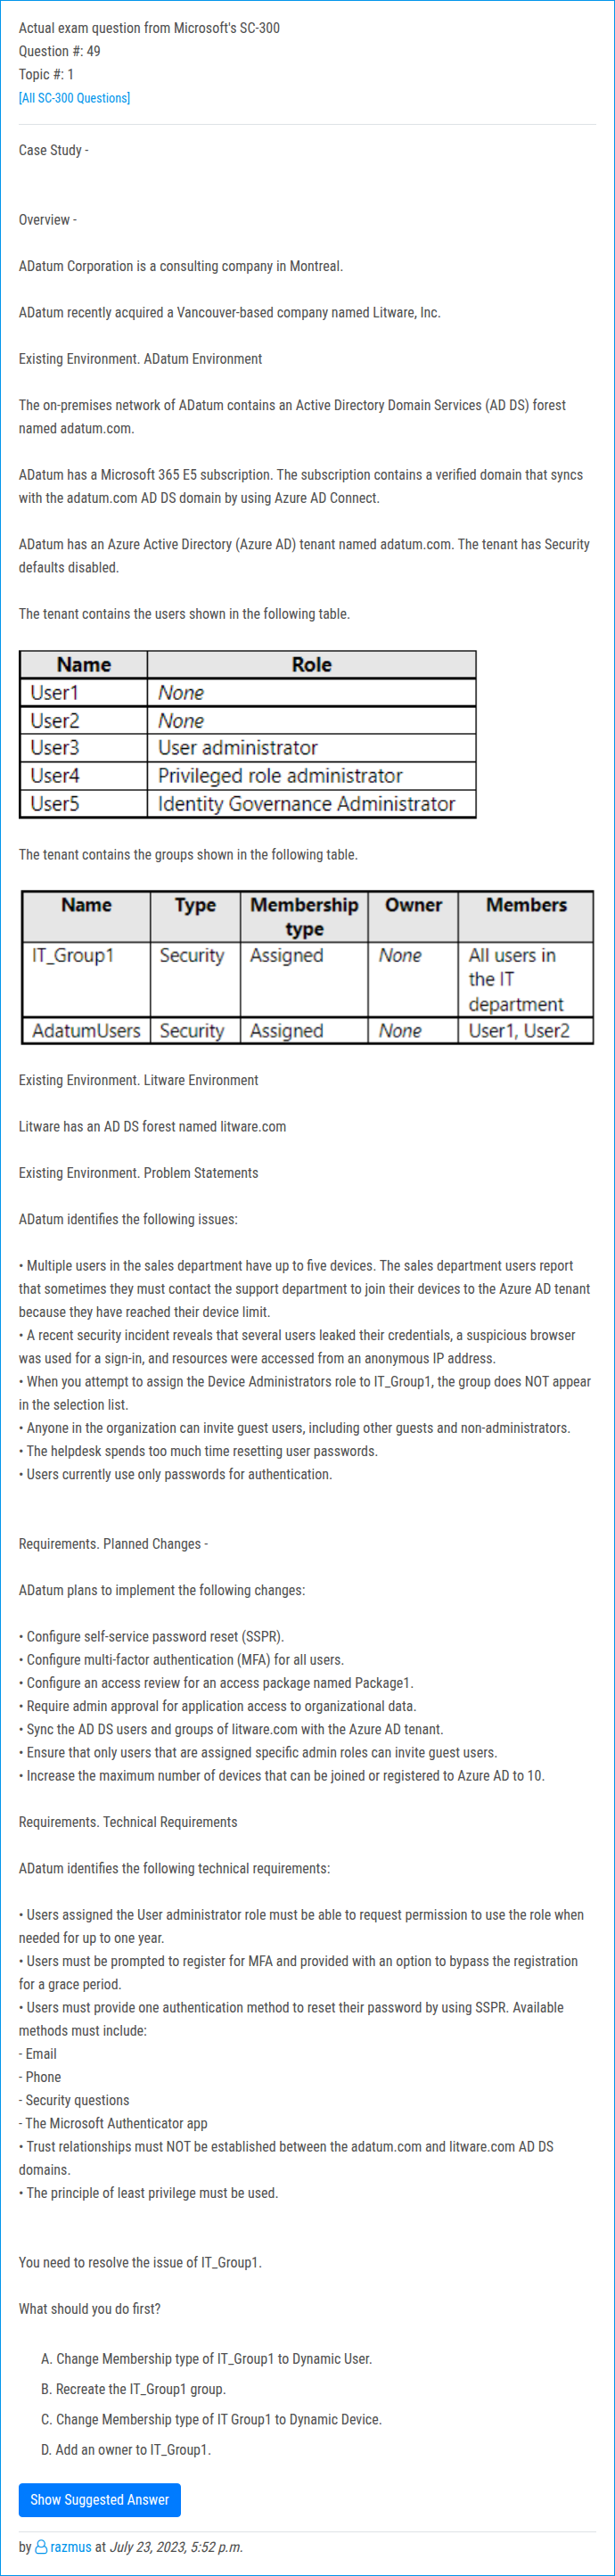 Actual exam question from Microsoft's SC-300
Question #: 49
Topic #: 1
[All SC-300 Questions]
Case Study -
Overview -
ADatum Corporation is a consulting company in Montreal.
ADatum recently acquired a Vancouver-based company named Litware, Inc.
Existing Environment. ADatum Environment
The on-premises network of ADatum contains an Active Directory Domain Services (AD DS) forest
named adatum.com.
ADatum has a Microsoft 365 E5 subscription. The subscription contains a verified domain that syncs
with the adatum.com AD DS domain by using Azure AD Connect.
ADatum has an Azure Active Directory (Azure AD) tenant named adatum.com. The tenant has Security
defaults disabled.
The tenant contains the users shown in the following table.
Name Role
User1 None
User2 None
User3 User administrator
User4 Privileged role administrator
User5 Identity Governance Administrator
The tenant contains the groups shown in the following table.
Name Type Membership Owner Members
type
IT_Group1 Security Assigned None All users in
the IT
department
AdatumUsers Security Assigned None User1, User2
Existing Environment. Litware Environment
Litware has an AD DS forest named litware.com
Existing Environment. Problem Statements
ADatum identifies the following issues:
• Multiple users in the sales department have up to five devices. The sales department users report
that sometimes they must contact the support department to join their devices to the Azure AD tenant
because they have reached their device limit.
• A recent security incident reveals that several users leaked their credentials, a suspicious browser
was used for a sign-in, and resources were accessed from an anonymous IP address.
• When you attempt to assign the Device Administrators role to IT_Group1, the group does NOT appear
in the selection list.
• Anyone in the organization can invite guest users, including other guests and non-administrators.
• The helpdesk spends too much time resetting user passwords.
• Users currently use only passwords for authentication.
Requirements. Planned Changes -
ADatum plans to implement the following changes:
• Configure self-service password reset (SSPR).
• Configure multi-factor authentication (MFA) for all users.
• Configure an access review for an access package named Package1.
• Require admin approval for application access to organizational data.
• Sync the AD DS users and groups of litware.com with the Azure AD tenant.
• Ensure that only users that are assigned specific admin roles can invite guest users.
• Increase the maximum number of devices that can be joined or registered to Azure AD to 10.
Requirements. Technical Requirements
ADatum identifies the following technical requirements:
• Users assigned the User administrator role must be able to request permission to use the role when
needed for up to one year.
• Users must be prompted to register for MFA and provided with an option to bypass the registration
for a grace period.
• Users must provide one authentication method to reset their password by using SSPR. Available
methods must include:
- Email
- Phone
- Security questions
- The Microsoft Authenticator app
• Trust relationships must NOT be established between the adatum.com and litware.com AD DS
domains.
• The principle of least privilege must be used.
You need to resolve the issue of IT_Group1.
What should you do first?
A. Change Membership type of IT_Group1 to Dynamic User.
B. Recreate the IT_Group1 group.
C. Change Membership type of IT Group1 to Dynamic Device.
D. Add an owner to IT_Group1.
Show Suggested Answer
by razmus at July 23, 2023, 5:52 p.m.